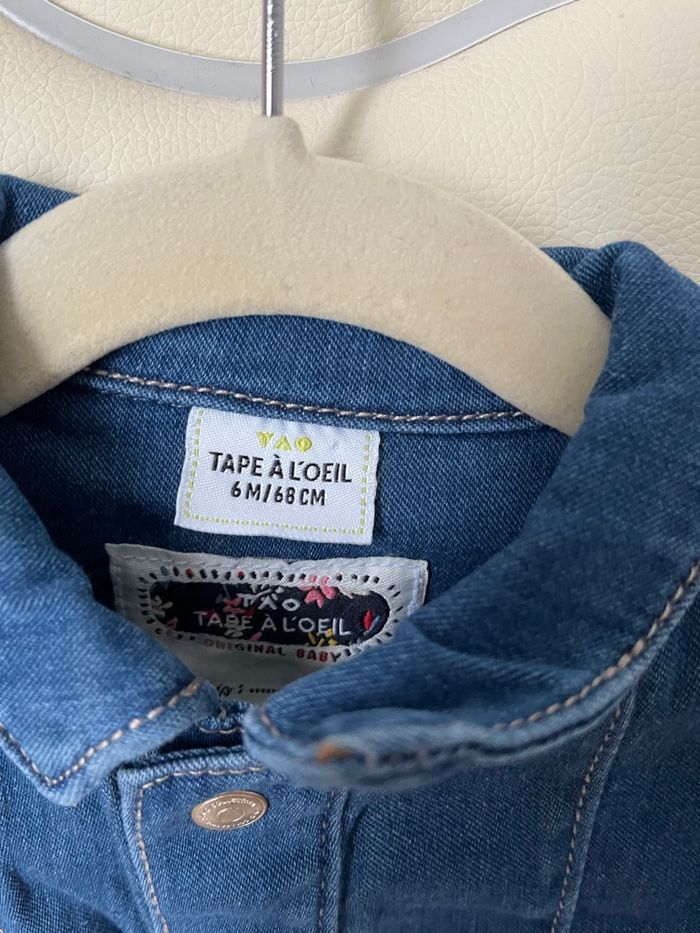 TAO
TAPE À L'OEIL
6M/68CM
TAO
TAPE À L'OEIL
ORIGINAL BABY